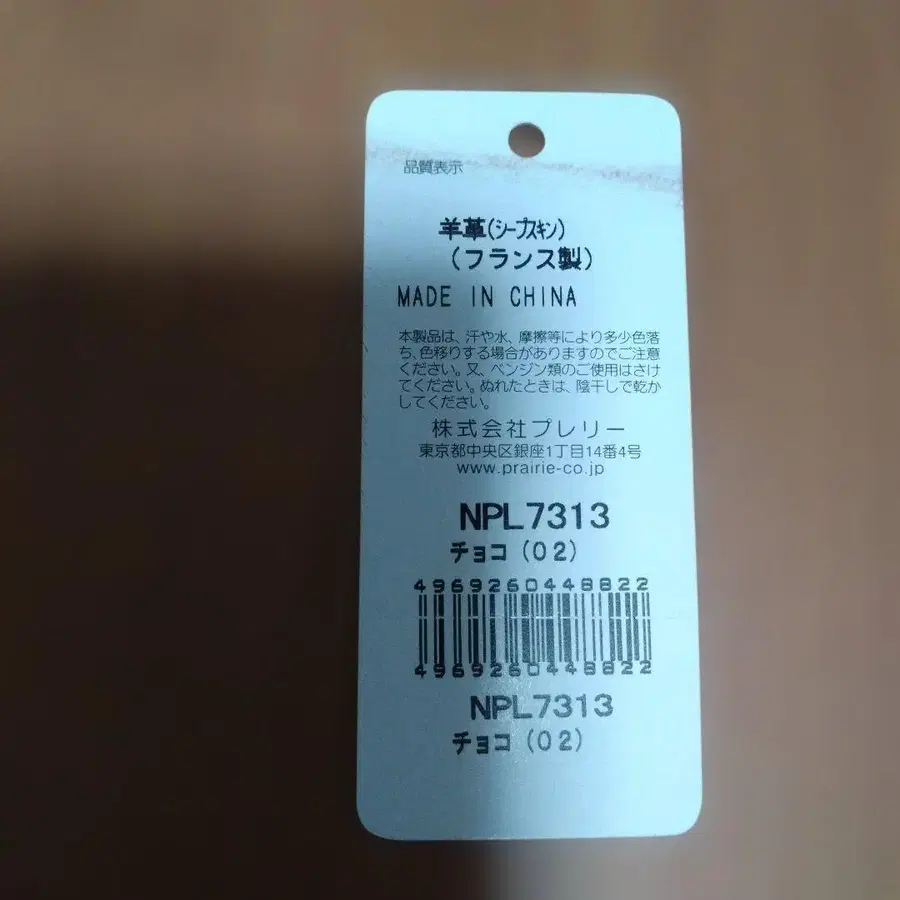 品質表示
羊革(シープスキン)
(フランス製)
MADE IN CHINA
本製品は、汗や水、摩擦等により多少色落
ち、色移りする場合がありますのでご注意
ください。又、ベンジン類のご使用はさけ
てください。ぬれたときは、陰干しで乾か
してください。
株式会社プレリー
東京都中央区銀座1丁目14番4号
www.prairie-co.jp
NPL7313
チョコ(02)
4969260448822
4969260448822
NPL7313
チョコ(02)